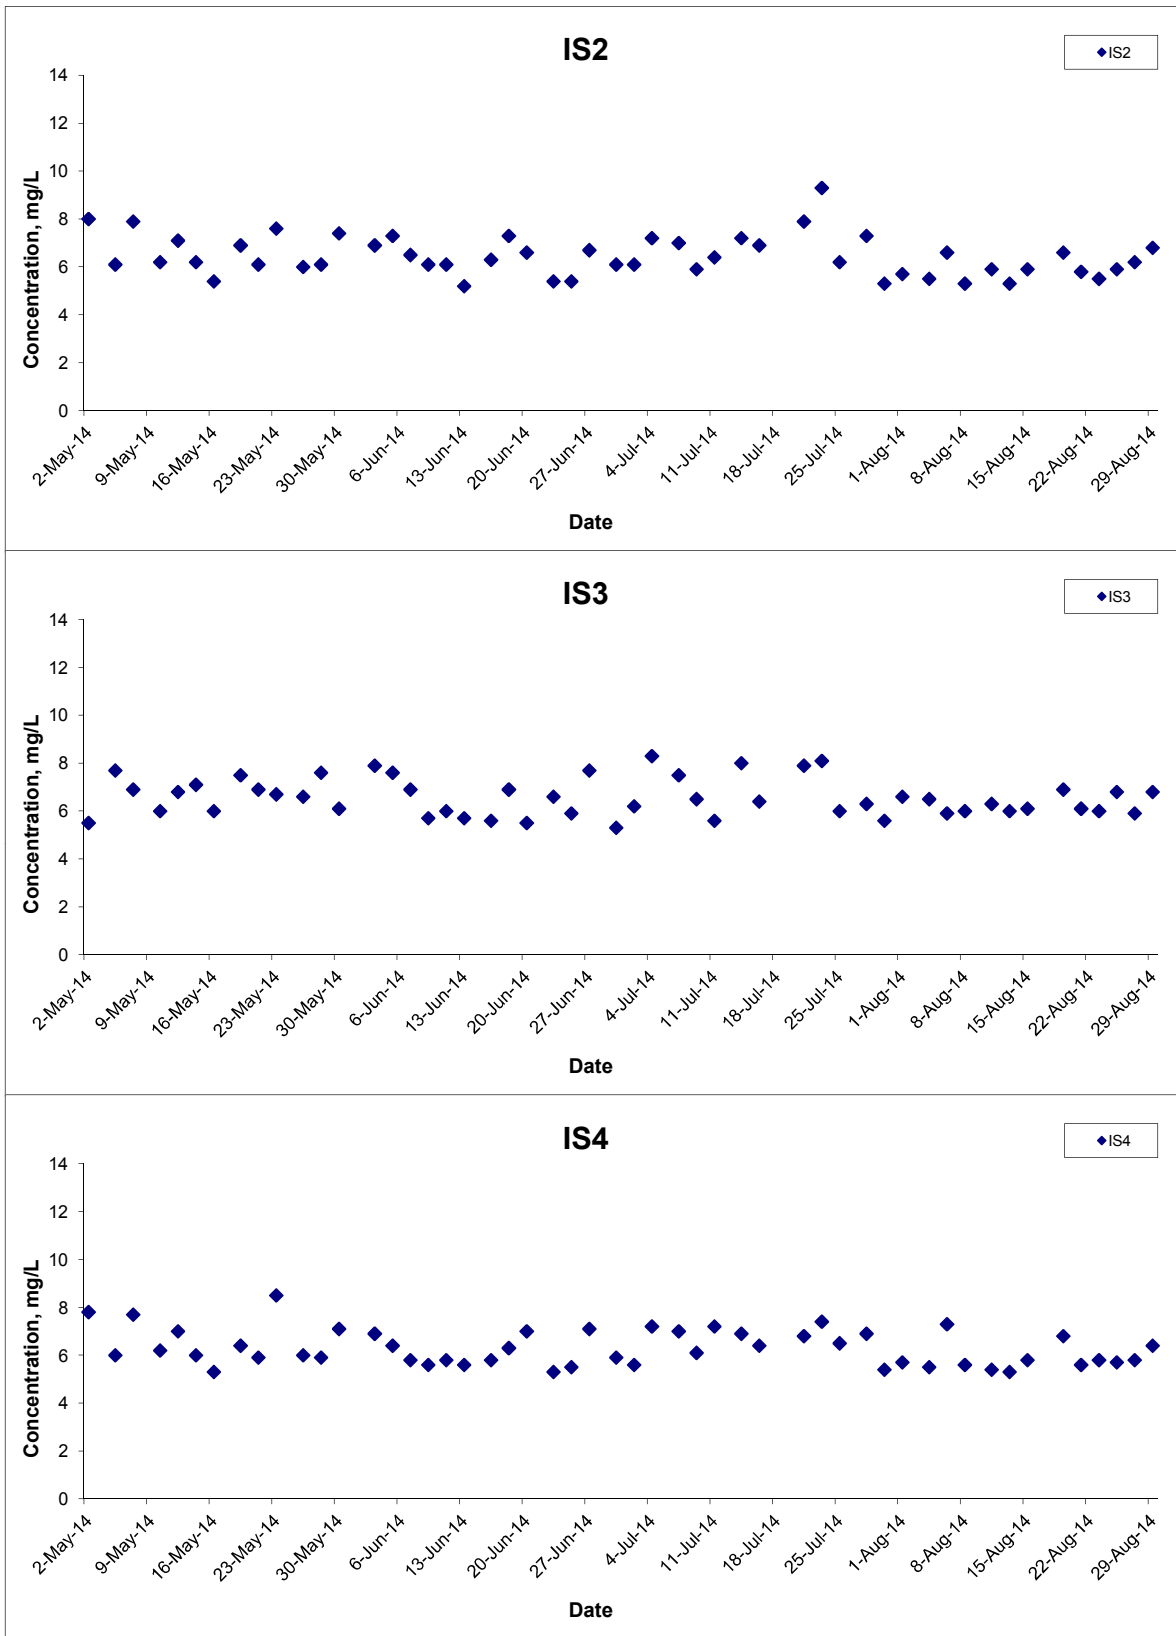 IS2
IS2
Concentration, mg/L
14
12
10
8
6
4
2
0
2-May-14
9-May-14
16-May-14
23-May-14
30-May-14
6-Jun-14
13-Jun-14
20-Jun-14
27-Jun-14
4-Jul-14
11-Jul-14
18-Jul-14
25-Jul-14
1-Aug-14
8-Aug-14
15-Aug-14
22-Aug-14
29-Aug-14
Date
IS3
IS3
Concentration, mg/L
14
12
10
8
6
4
2
0
2-May-14
9-May-14
16-May-14
23-May-14
30-May-14
6-Jun-14
13-Jun-14
20-Jun-14
27-Jun-14
4-Jul-14
11-Jul-14
18-Jul-14
25-Jul-14
1-Aug-14
8-Aug-14
15-Aug-14
22-Aug-14
29-Aug-14
Date
IS4
IS4
Concentration, mg/L
14
12
10
8
6
4
2
0
2-May-14
9-May-14
16-May-14
23-May-14
30-May-14
6-Jun-14
13-Jun-14
20-Jun-14
27-Jun-14
4-Jul-14
11-Jul-14
18-Jul-14
25-Jul-14
1-Aug-14
8-Aug-14
15-Aug-14
22-Aug-14
29-Aug-14
Date